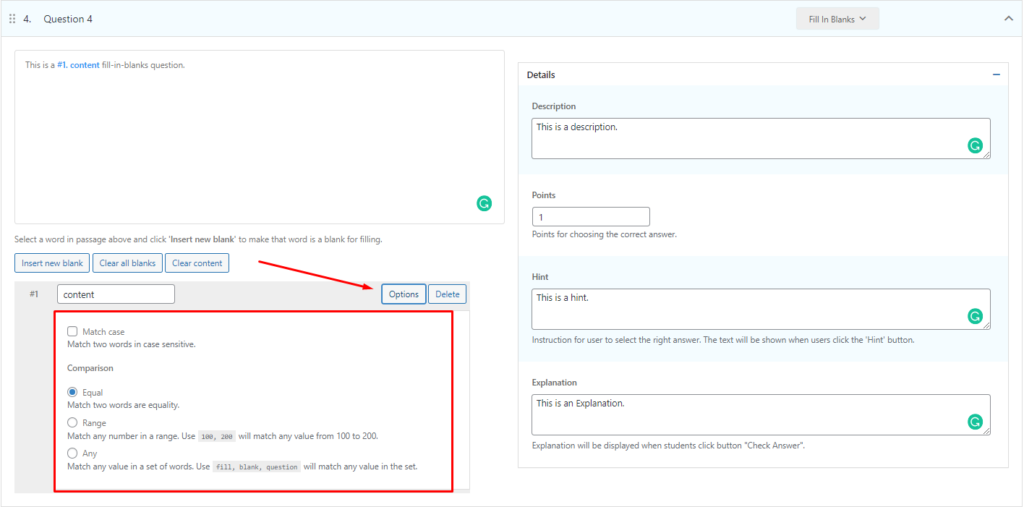 4. Question 4
Fill In Blanks
This is a #1. content fill-in-blanks question.
Select a word in passage above and click 'Insert new blank' to make that word is a blank for filling.
Insert new blank
Clear all blanks
Clear content
#1
content
Options
Delete
Match case
Match two words in case sensitive.
Comparison
Equal
Match two words are equality.
Range
Match any number in a range. Use 100, 200 will match any value from 100 to 200.
Any
Match any value in a set of words. Use fill, blank, question will match any value in the set.
Details
Description
This is a description.
Points
1
Points for choosing the correct answer.
Hint
This is a hint.
Instruction for user to select the right answer. The text will be shown when users click the 'Hint' button.
Explanation
This is an Explanation.
Explanation will be displayed when students click button "Check Answer".